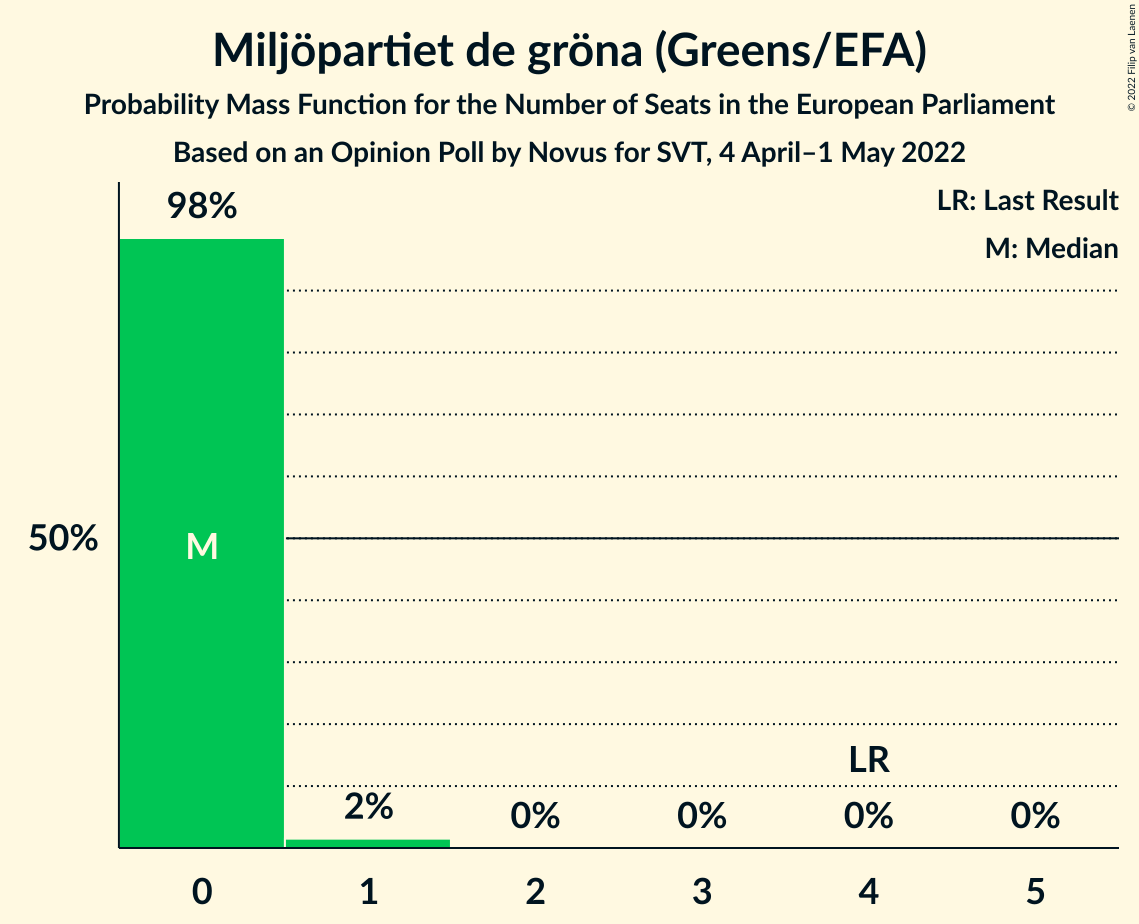 Miljöpartiet de gröna (Greens/EFA)
Probability Mass Function for the Number of Seats in the European Parliament
Based on an Opinion Poll by Novus for SVT, 4 April–1 May 2022
© 2022 Filip van Laenen
LR: Last Result
M: Median
98%
50%
M
LR
2%
0%
0%
0%
0%
0
1
2
3
4
5